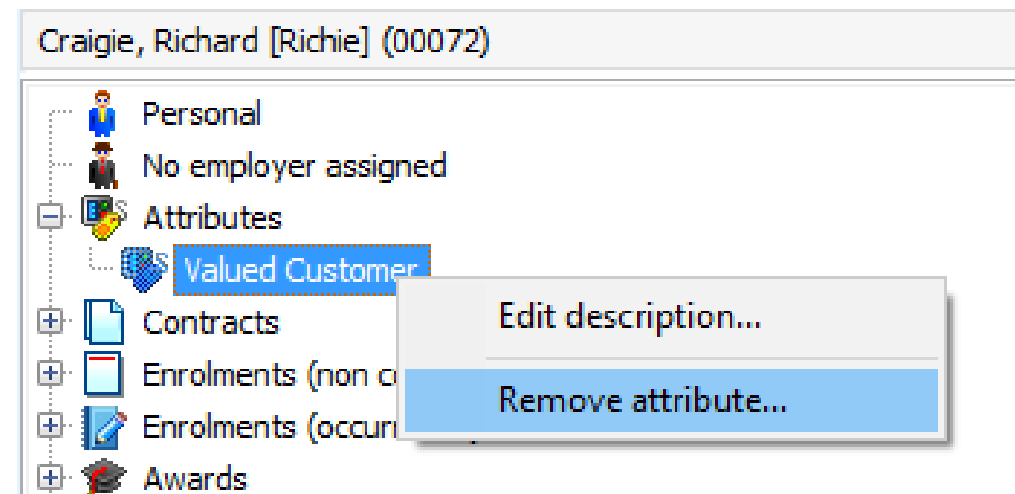 Craigie, Richard [Richie] (00072)
Personal
No employer assigned
Attributes
Valued Customer
Edit description...
Contracts
Enrolments (non
Remove attribute...
Enrolments
Awards